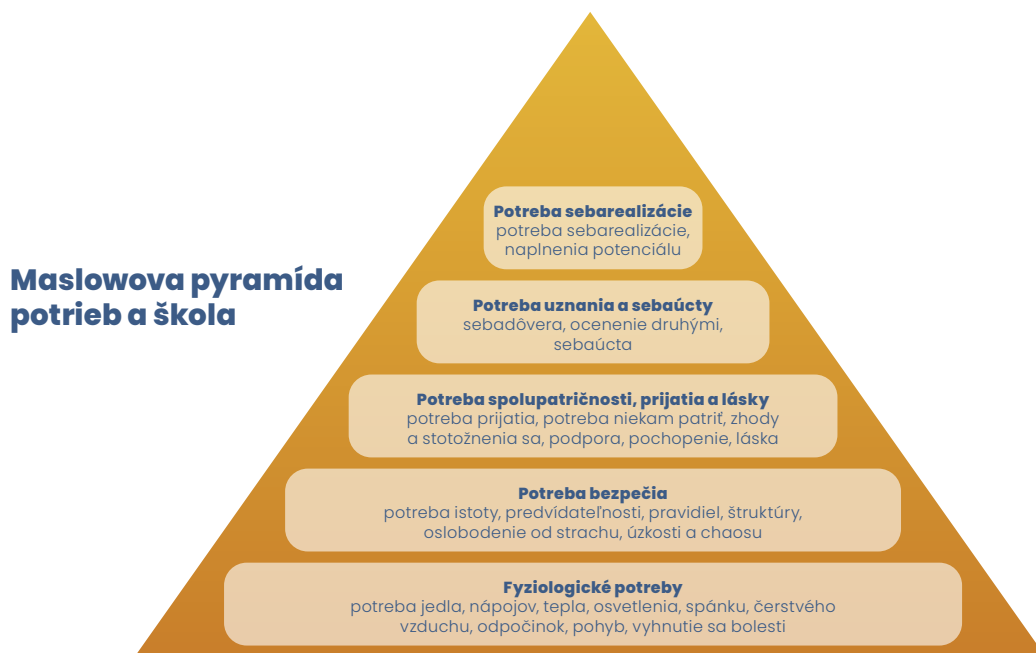 Maslowova pyramída
potrieb a škola
Potreba sebarealizácie
potreba sebarealizácie,
naplnenia potenciálu
Potreba uznania a sebaúcty
sebadôvera, ocenenie druhými,
sebaúcta
Potreba spolupatričnosti, prijatia a lásky
potreba prijatia, potreba niekam patriť, zhody
a stotožnenia sa, podpora, pochopenie, láska
Potreba bezpečia
potreba istoty, predvídateľnosti, pravidiel, štruktúry,
oslobodenie od strachu, úzkosti a chaosu
Fyziologické potreby
potreba jedla, nápojov, tepla, osvetlenia, spánku, čerstvého
vzduchu, odpočinok, pohyb, vyhnutie sa bolesti